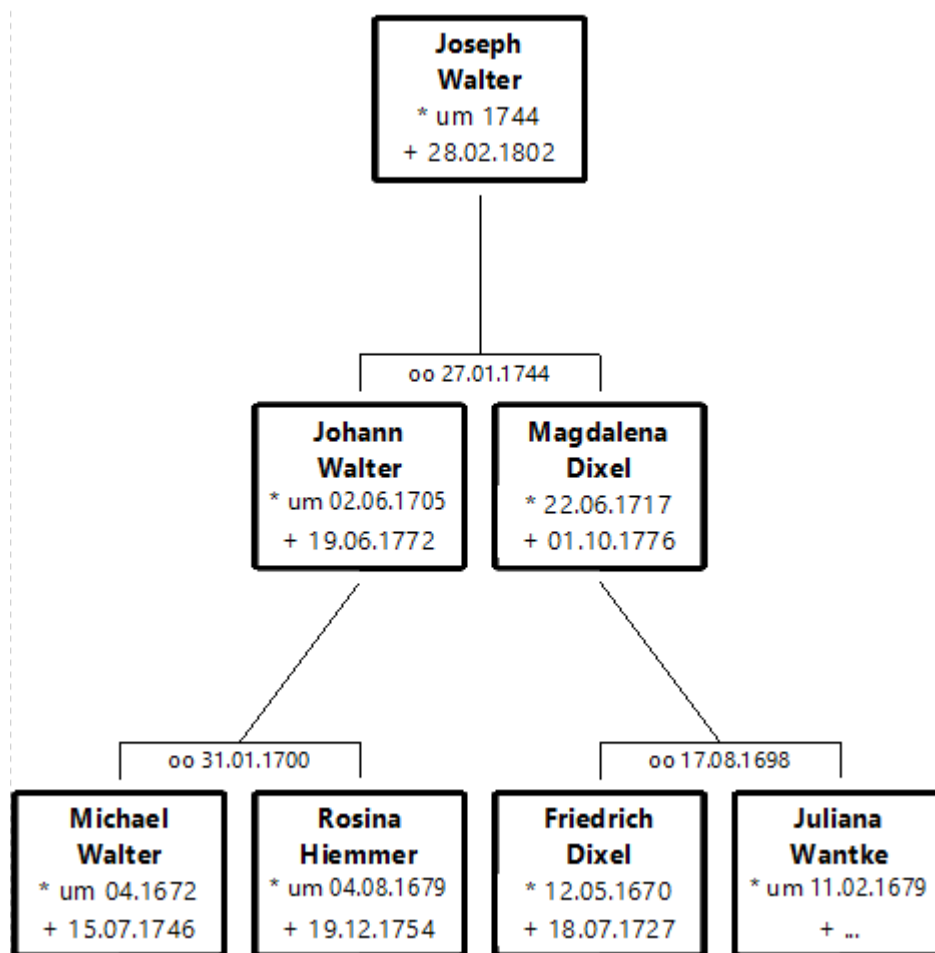 Joseph
Walter
* um 1744
+ 28.02.1802
oo 27.01.1744
Johann
Walter
* um 02.06.1705
+ 19.06.1772
Magdalena
Dixel
* 22.06.1717
+ 01.10.1776
oo 31.01.1700
oo 17.08.1698
Michael
Walter
* um 04.1672
+ 15.07.1746
Rosina
Hiemmer
* um 04.08.1679
+ 19.12.1754
Friedrich
Dixel
* 12.05.1670
+ 18.07.1727
Juliana
Wantke
* um 11.02.1679
+ ...